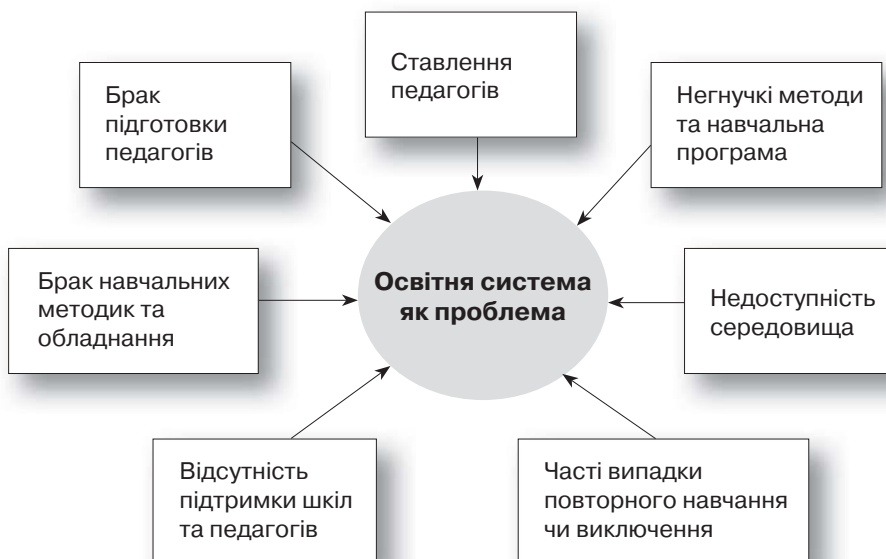 Ставлення
педагогів
Брак
підготовки
педагогів
Негнучкі методи
та навчальна
програма
Брак навчальних
методик та
обладнання
Освітня система
як проблема
Недоступність
середовища
Відсутність
підтримки шкіл
та педагогів
Часті випадки
повторного навчання
чи виключення